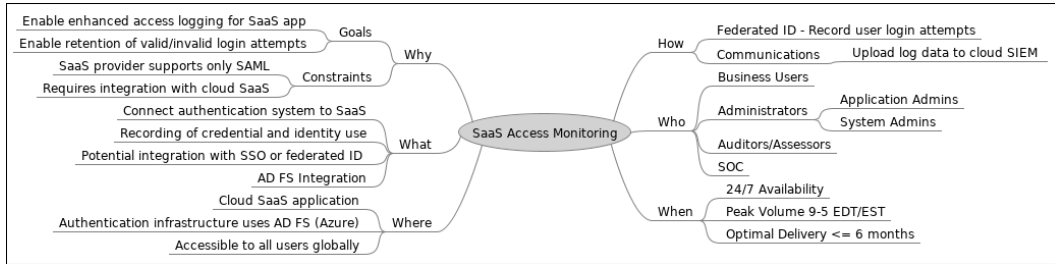 Enable enhanced access logging for SaaS app
Enable retention of valid/invalid login attempts
Goals
SaaS provider supports only SAML
Requires integration with cloud SaaS
Constraints
Why
Connect authentication system to SaaS
Recording of credential and identity use
Potential integration with SSO or federated ID
AD FS Integration
What
Cloud SaaS application
Authentication infrastructure uses AD FS (Azure)
Accessible to all users globally
Where
SaaS Access Monitoring
How
Federated ID - Record user login attempts
Communications
Upload log data to cloud SIEM
Who
Business Users
Administrators
Application Admins
System Admins
Auditors/Assessors
SOC
When
24/7 Availability
Peak Volume 9-5 EDT/EST
Optimal Delivery <= 6 months